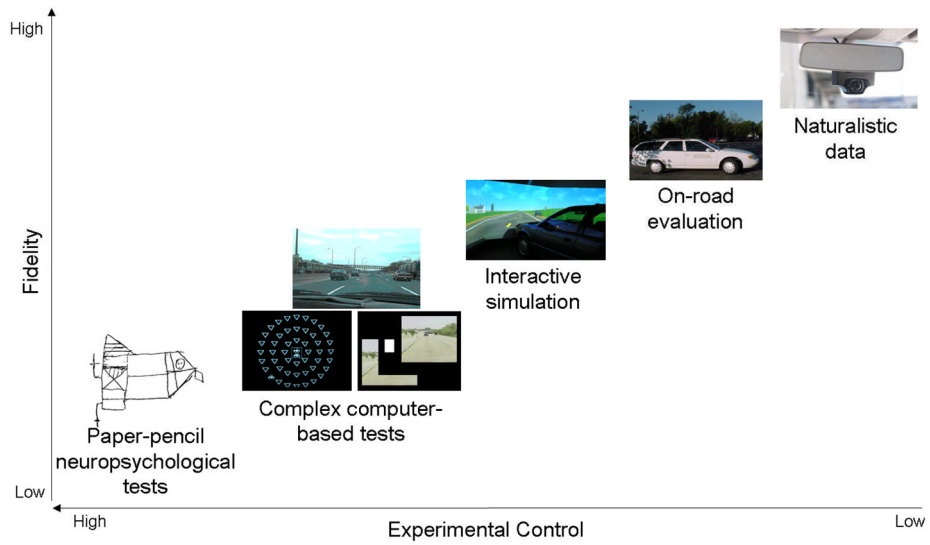 High
Naturalistic
data
On-road
evaluation
Fidelity
Interactive
simulation
Complex computer-
based tests
Paper-pencil
neuropsychological
tests
Low
High
Experimental Control
Low